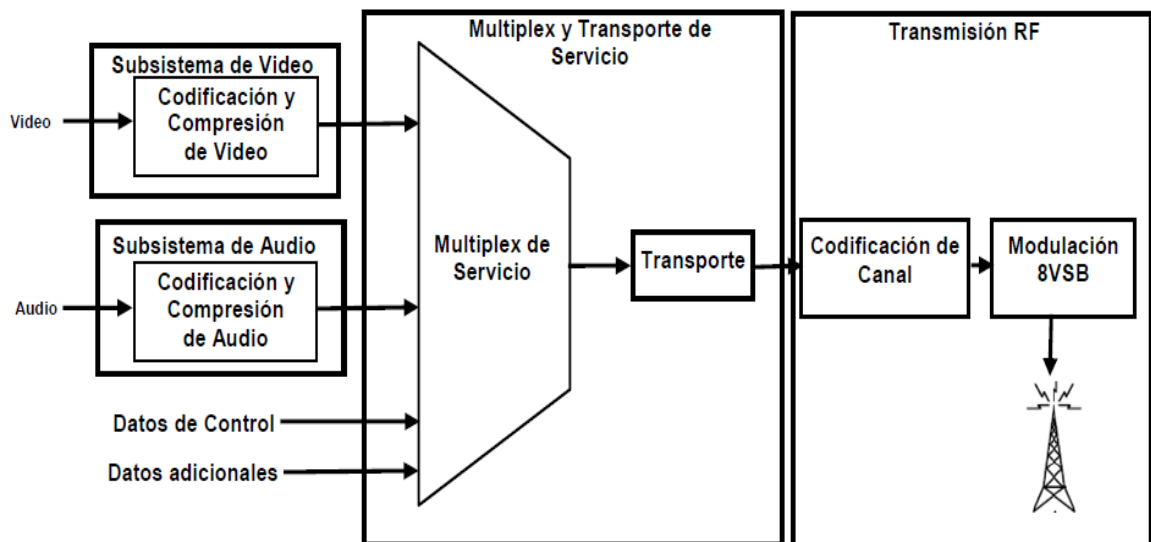 Subsistema de Video
Codificación y
Compresión
de Video
Video
Subsistema de Audio
Codificación y
Compresión
de Audio
Audio
Datos de Control
Datos adicionales
Multiplex y Transporte de
Servicio
Multiplex de
Servicio
Transporte
Transmisión RF
Codificación de
Canal
Modulación
8VSB